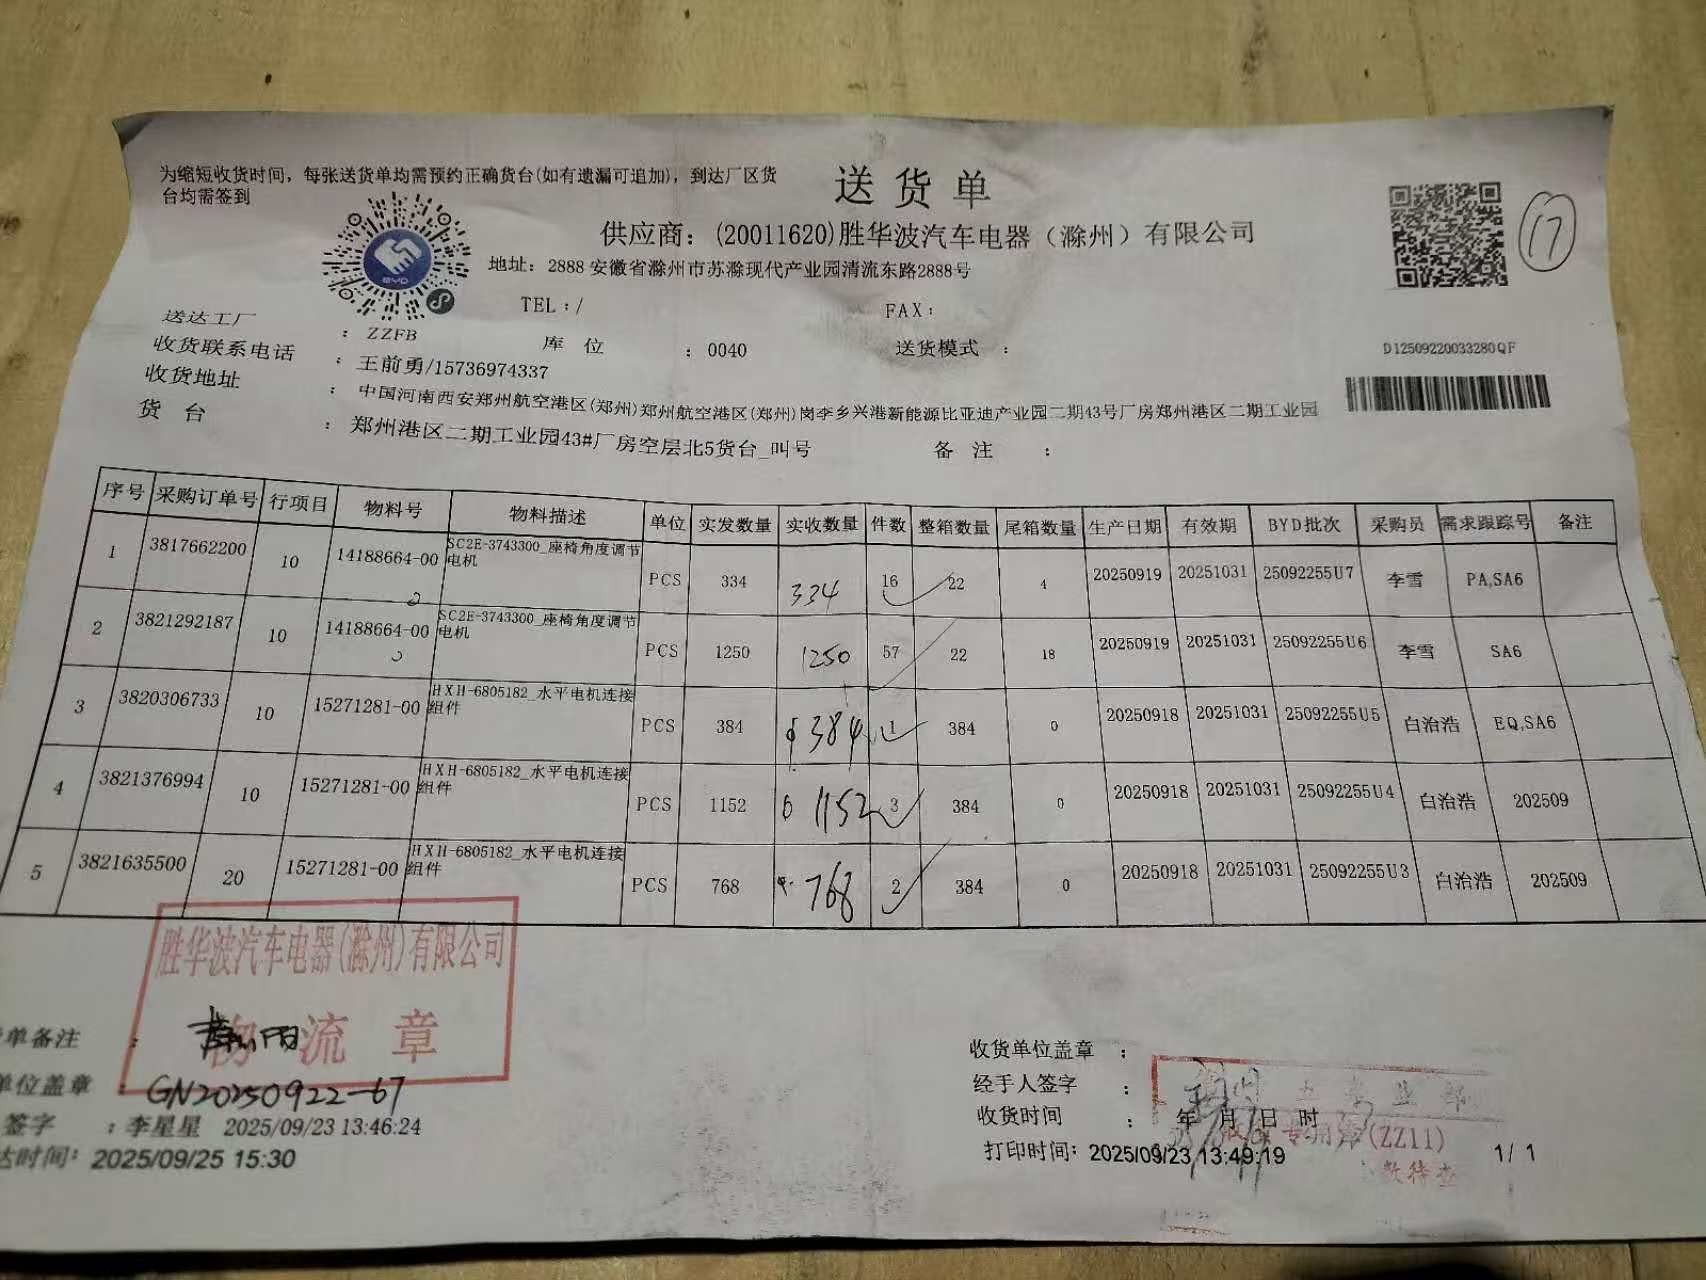 为缩短收货时间，每张送货单均需预约正确货台(如有遗漏可追加)，到达厂区货
台均需签到
送货单
供应商：(20011620)胜华波汽车电器（滁州）有限公司
17
地址：2888 安徽省滁州市苏滁现代产业园清流东路2888号
BYD
TEL：/ FAX：
送达工厂 ：ZZFB 库位 ：0040 送货模式 ：
D12509220033280QF
收货联系电话 ：王前勇/15736974337
收货地址 ：中国河南西安郑州航空港区(郑州)郑州航空港区(郑州)岗李乡兴港新能源比亚迪产业园二期43号厂房郑州港区二期工业园
货台 ：郑州港区二期工业园43#厂房空层北5货台_叫号 备注 ：
序号 采购订单号 行项目 物料号 物料描述 单位 实发数量 实收数量 件数 整箱数量 尾箱数量 生产日期 有效期 BYD批次 采购员 需求跟踪号 备注
1 3817662200 10 14188664-00 SC2E-3743300_座椅角度调节电机 PCS 334 334 16 22 4 20250919 20251031 25092255U7 李雪 PA,SA6
2 3821292187 10 14188664-00 SC2E-3743300_座椅角度调节电机 PCS 1250 1250 57 22 18 20250919 20251031 25092255U6 李雪 SA6
3 3820306733 10 15271281-00 HXH-6805182_水平电机连接组件 PCS 384 384 1 384 0 20250918 20251031 25092255U5 白治浩 EQ,SA6
4 3821376994 10 15271281-00 HXH-6805182_水平电机连接组件 PCS 1152 1152 3 384 0 20250918 20251031 25092255U4 白治浩 202509
5 3821635500 20 15271281-00 HXH-6805182_水平电机连接组件 PCS 768 768 2 384 0 20250918 20251031 25092255U3 白治浩 202509
胜华波汽车电器(滁州)有限公司
物流章
单备注 ：
单位盖章 ：GN20250922-67
签字 ：李星星 2025/09/23 13:46:24
达时间：2025/09/25 15:30
收货单位盖章 ：
经手人签字 ：
收货时间 ： 年 月 日 时
专用章(ZZ11)
打印时间：2025/09/23 13:49:19
数待查
1/ 1